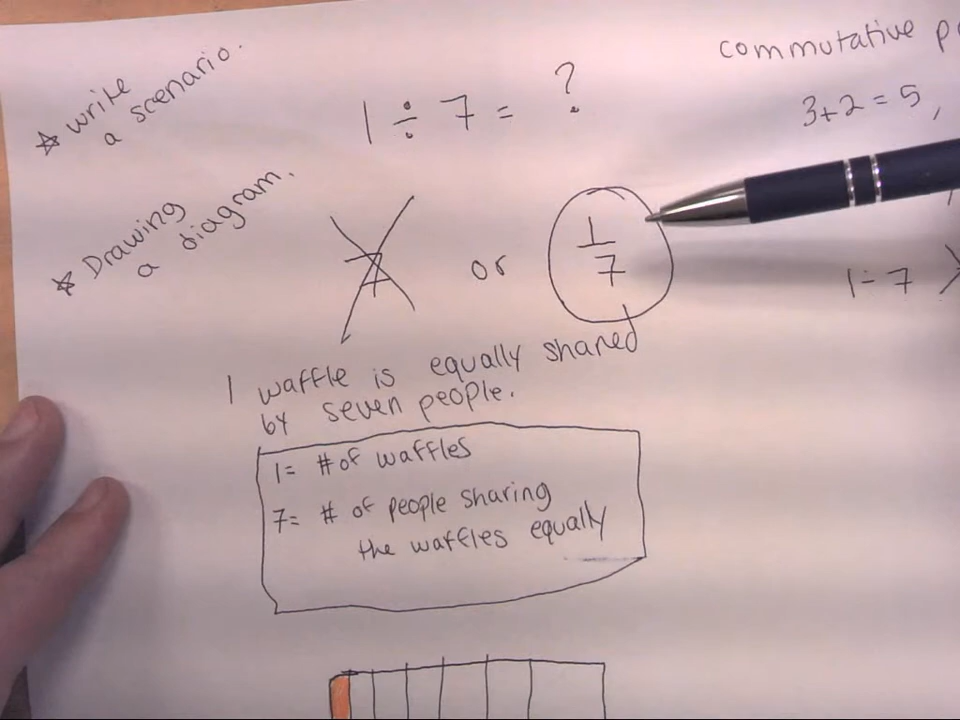 ☆ write
a scenario.
1 ÷ 7 = ?
commutative
3+2 = 5,
☆ Drawing
a diagram.
7 or 1/7
1 ÷ 7
1 waffle is equally shared
by seven people.
1= # of waffles
7= # of people sharing
the waffles equally